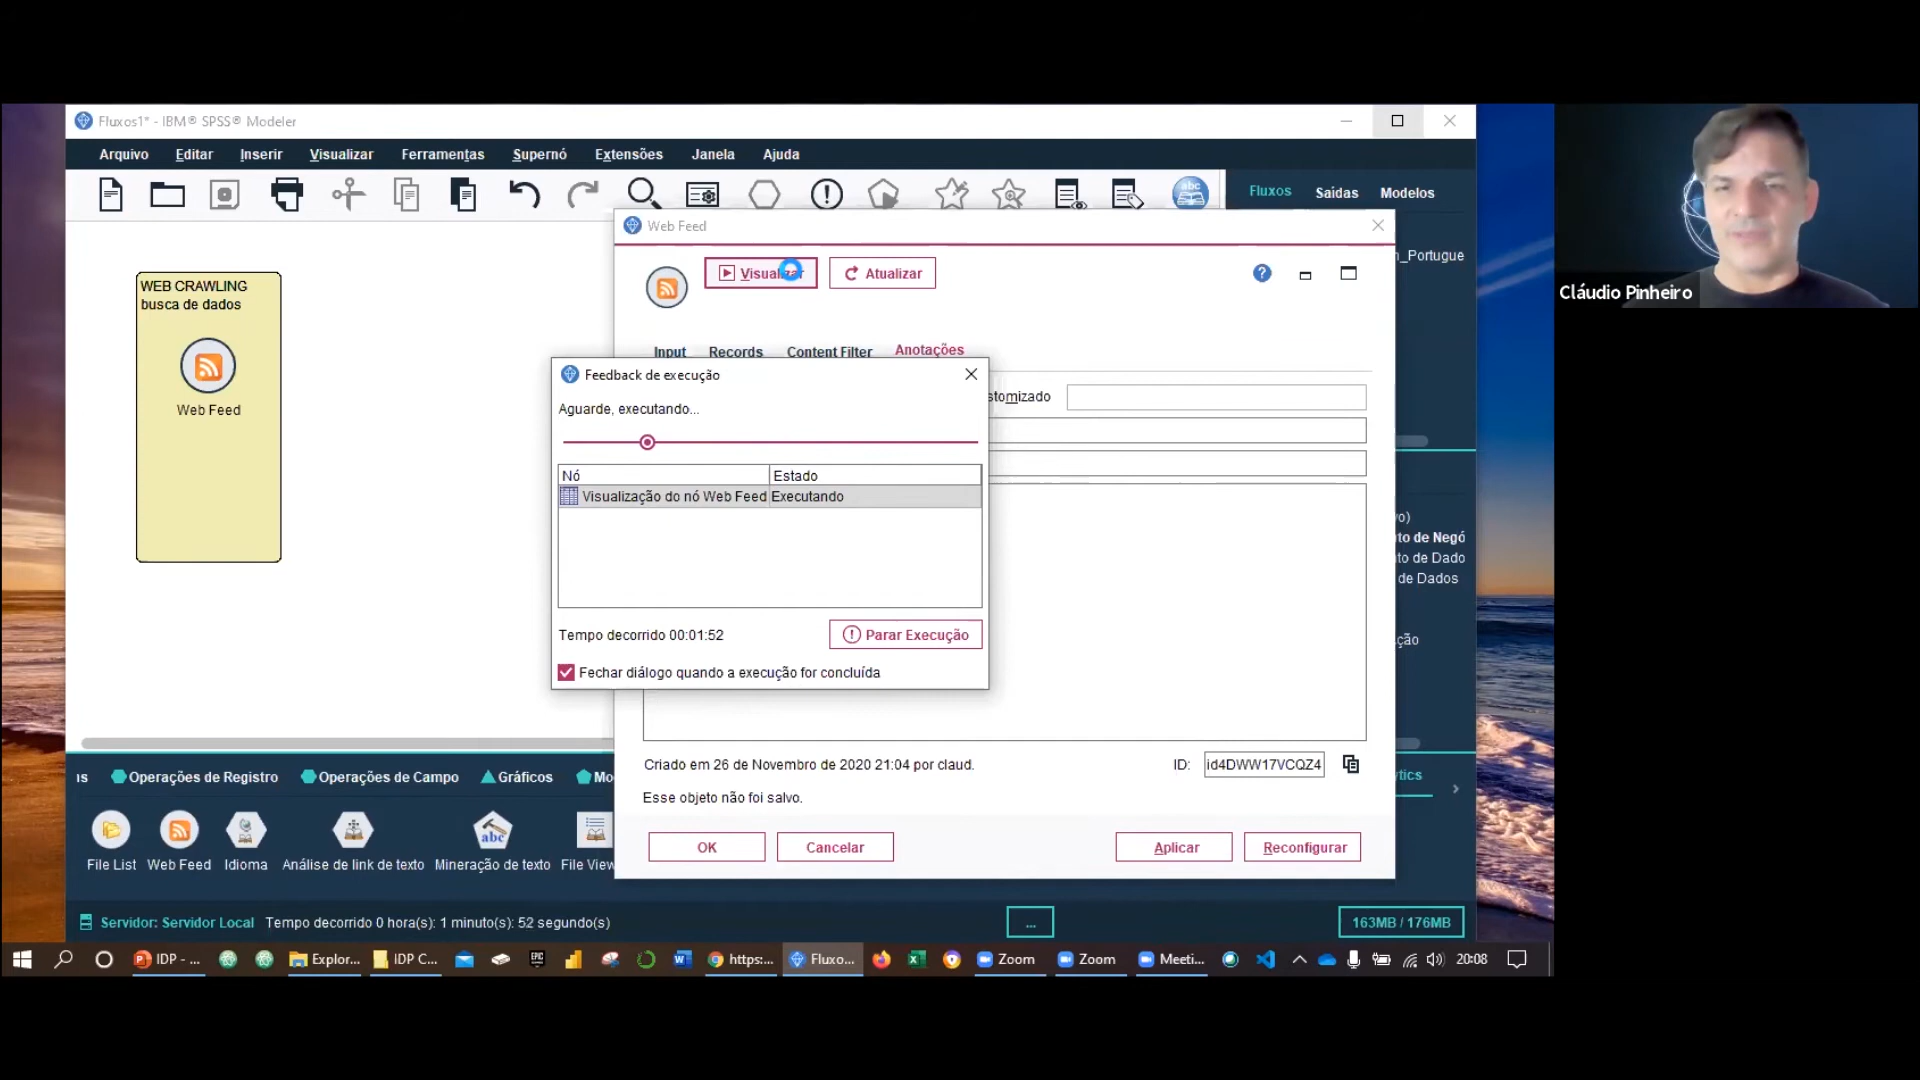 Fluxos1* - IBM® SPSS® Modeler
Arquivo Editar Inserir Visualizar Ferramentas Supernó Extensões Janela Ajuda
abc
Fluxos Saídas Modelos
Web Feed
Visualizar Atualizar
?
_Portugue
Cláudio Pinheiro
WEB CRAWLING
busca de dados
Web Feed
Input Records Content Filter Anotações
Feedback de execução
stomizado
Aguarde, executando...
Nó Estado
Visualização do nó Web Feed Executando
vo)
to de Negó
to de Dado
de Dados
ção
Tempo decorrido 00:01:52
Parar Execução
Fechar diálogo quando a execução for concluída
Criado em 26 de Novembro de 2020 21:04 por claud.
ID: id4DWW17VCQZ4
Esse objeto não foi salvo.
is Operações de Registro Operações de Campo Gráficos Mo
tics
File List Web Feed Idioma Análise de link de texto Mineração de texto File View
OK Cancelar Aplicar Reconfigurar
Servidor: Servidor Local Tempo decorrido 0 hora(s): 1 minuto(s): 52 segundo(s)
...
163MB / 176MB
IDP - ... Explor... IDP C... EPIC https:... Fluxo... Zoom Zoom Meeti... 20:08